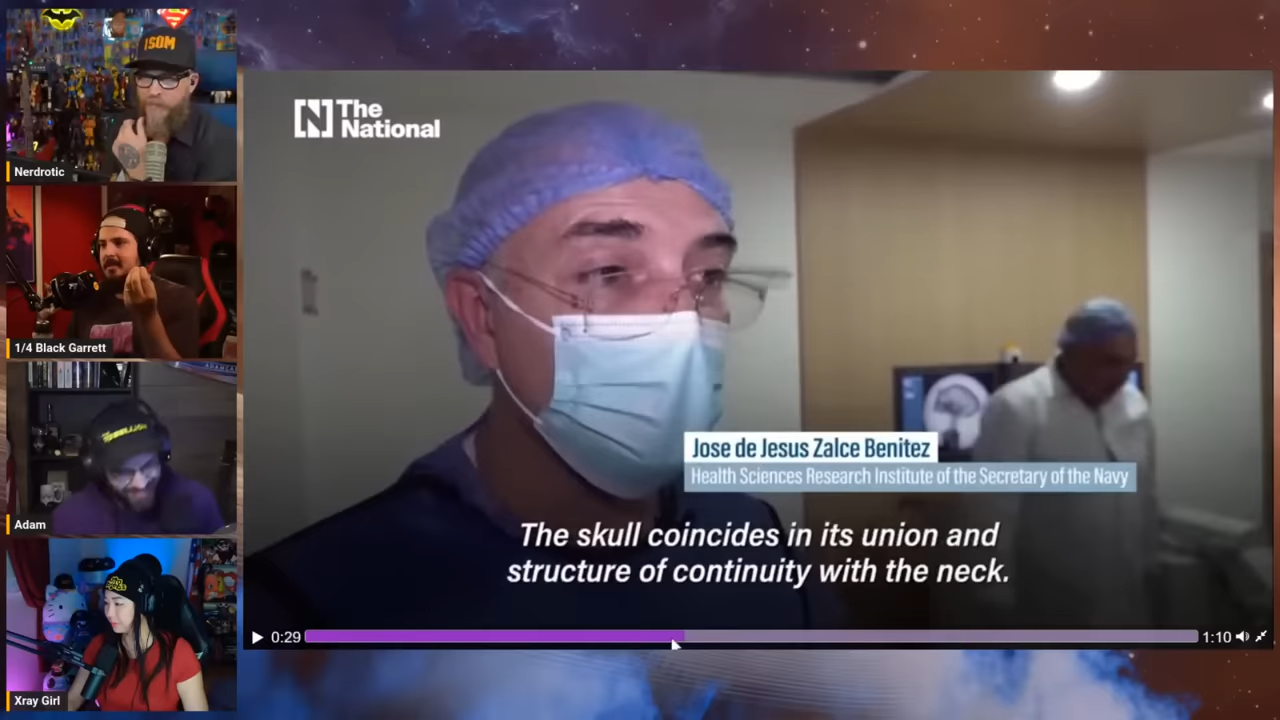 ISOM
Nerdrotic
1/4 Black Garrett
Adam
Xray Girl
The
National
Jose de Jesus Zalce Benitez
Health Sciences Research Institute of the Secretary of the Navy
The skull coincides in its union and
structure of continuity with the neck.
0:29
1:10